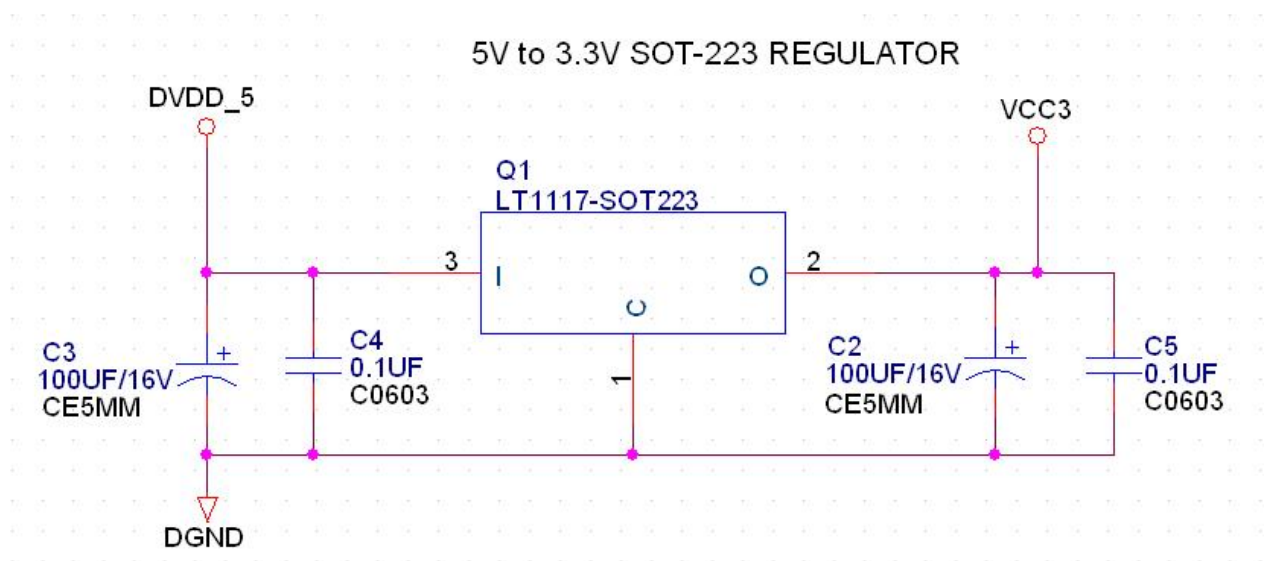 5V to 3.3V SOT-223 REGULATOR
DVDD_5
VCC3
Q1
LT1117-SOT223
3
I
O
2
C
1
C3
100UF/16V
CE5MM
+
C4
0.1UF
C0603
C2
100UF/16V
CE5MM
+
C5
0.1UF
C0603
DGND